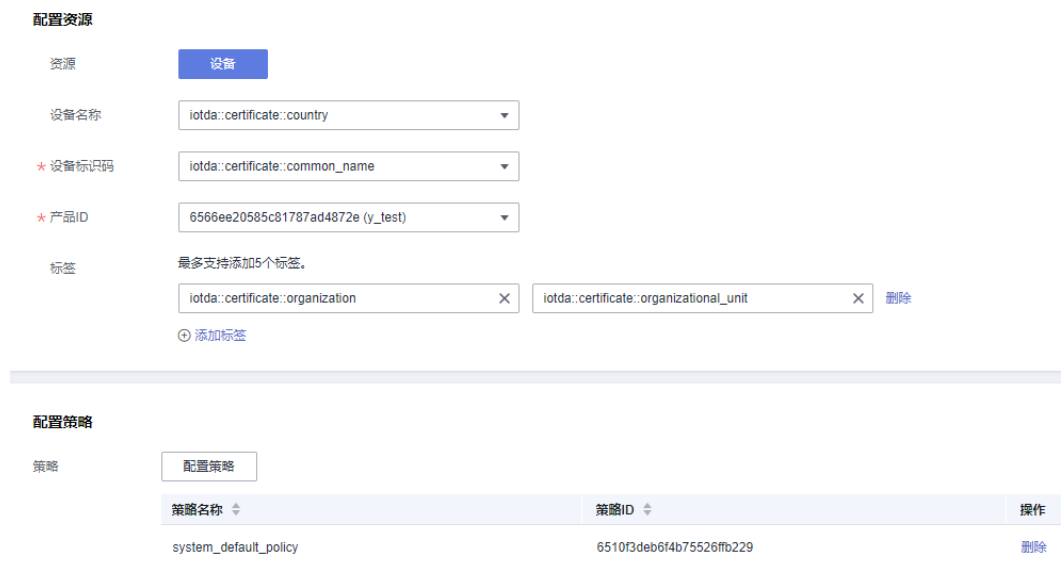 配置资源
资源 设备
设备名称 iotda::certificate::country
* 设备标识码 iotda::certificate::common_name
* 产品ID 6566ee20585c81787ad4872e (y_test)
标签 最多支持添加5个标签。
iotda::certificate::organization iotda::certificate::organizational_unit 删除
添加标签
配置策略
策略 配置策略
策略名称 策略ID 操作
system_default_policy 6510f3deb6f4b75526ffb229 删除